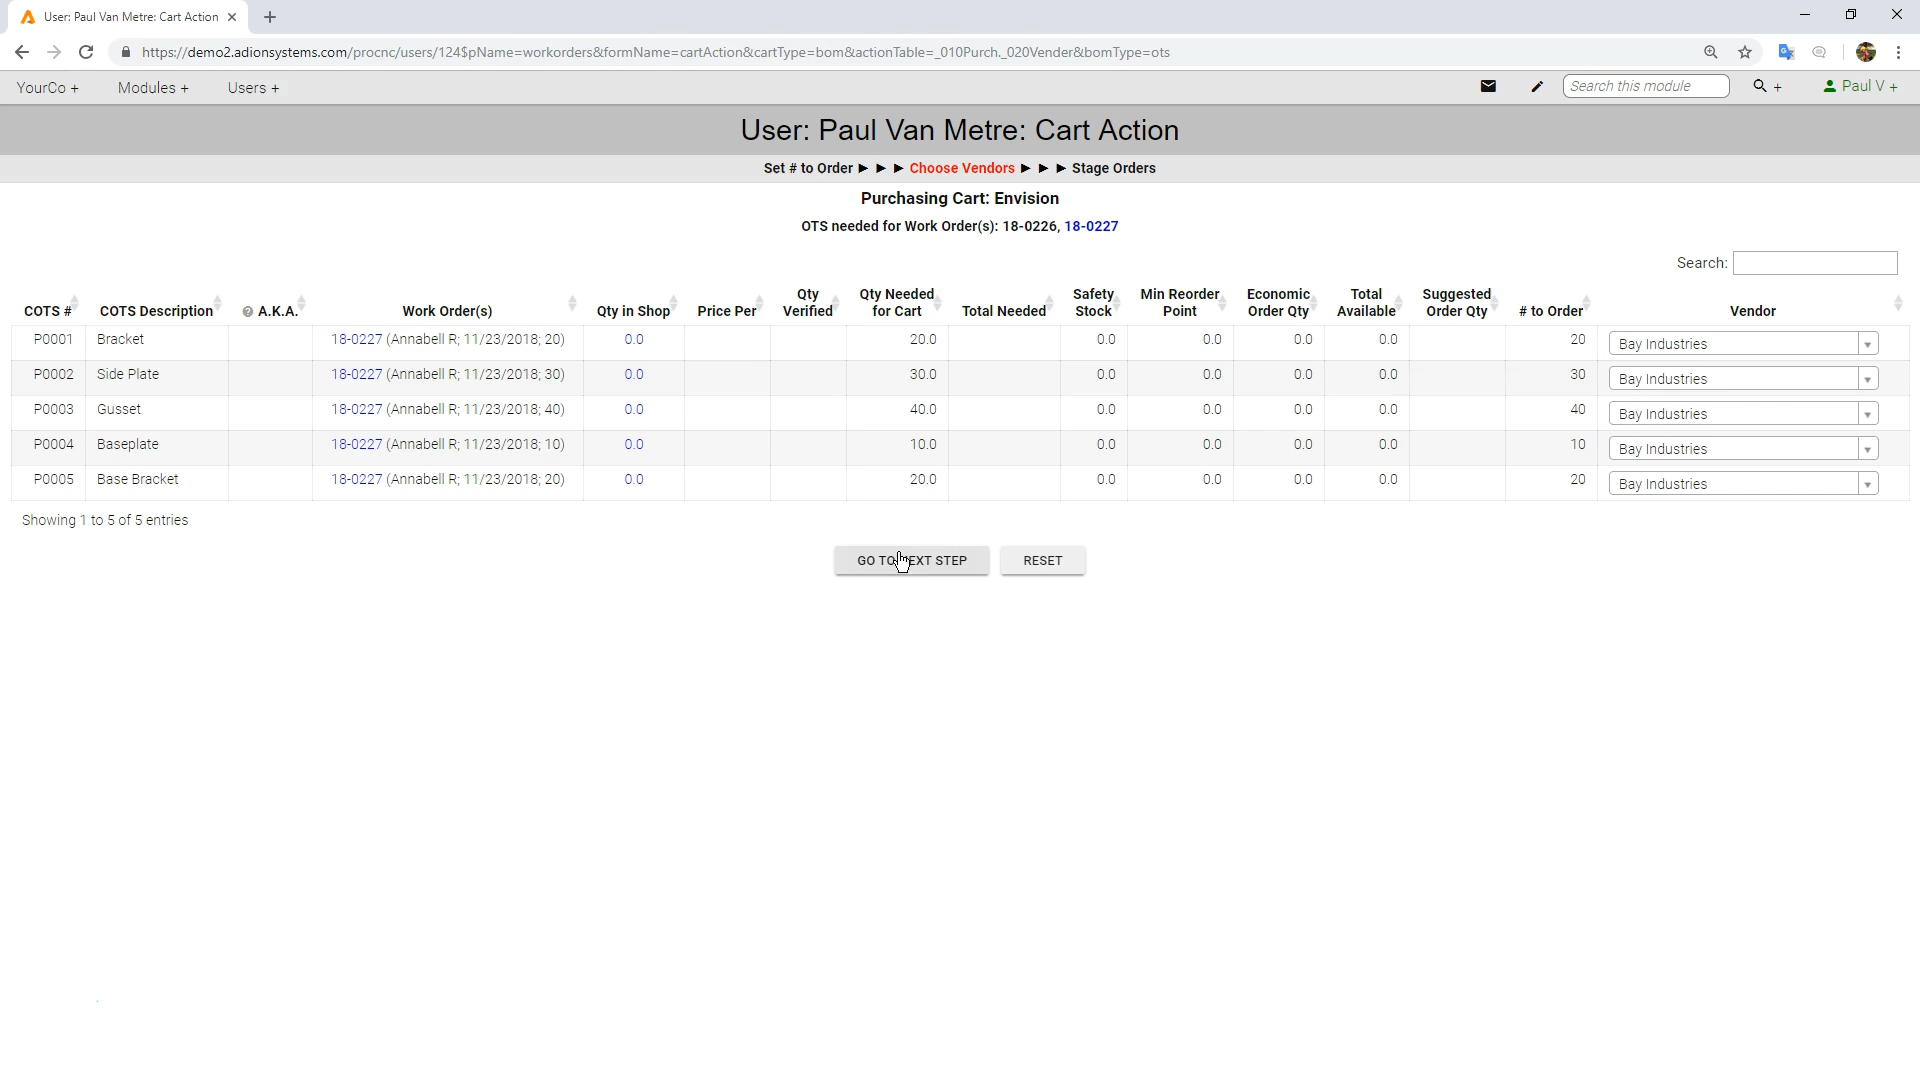 User: Paul Van Metre: Cart Action
https://demo2.adionsystems.com/procnc/users/124$pName=workorders&formName=cartAction&cartType=bom&actionTable=_010Purch._020Vender&bomType=ots
YourCo + Modules + Users + Search this module + Paul V +
User: Paul Van Metre: Cart Action
Set # to Order ► ► ► Choose Vendors ► ► ► Stage Orders
Purchasing Cart: Envision
OTS needed for Work Order(s): 18-0226, 18-0227
Search:
COTS # COTS Description A.K.A. Work Order(s) Qty in Shop Price Per Qty Verified Qty Needed for Cart Total Needed Safety Stock Min Reorder Point Economic Order Qty Total Available Suggested Order Qty # to Order Vendor
P0001 Bracket 18-0227 (Annabell R; 11/23/2018; 20) 0.0 20.0 0.0 0.0 0.0 0.0 20 Bay Industries
P0002 Side Plate 18-0227 (Annabell R; 11/23/2018; 30) 0.0 30.0 0.0 0.0 0.0 0.0 30 Bay Industries
P0003 Gusset 18-0227 (Annabell R; 11/23/2018; 40) 0.0 40.0 0.0 0.0 0.0 0.0 40 Bay Industries
P0004 Baseplate 18-0227 (Annabell R; 11/23/2018; 10) 0.0 10.0 0.0 0.0 0.0 0.0 10 Bay Industries
P0005 Base Bracket 18-0227 (Annabell R; 11/23/2018; 20) 0.0 20.0 0.0 0.0 0.0 0.0 20 Bay Industries
Showing 1 to 5 of 5 entries
GO TO NEXT STEP RESET